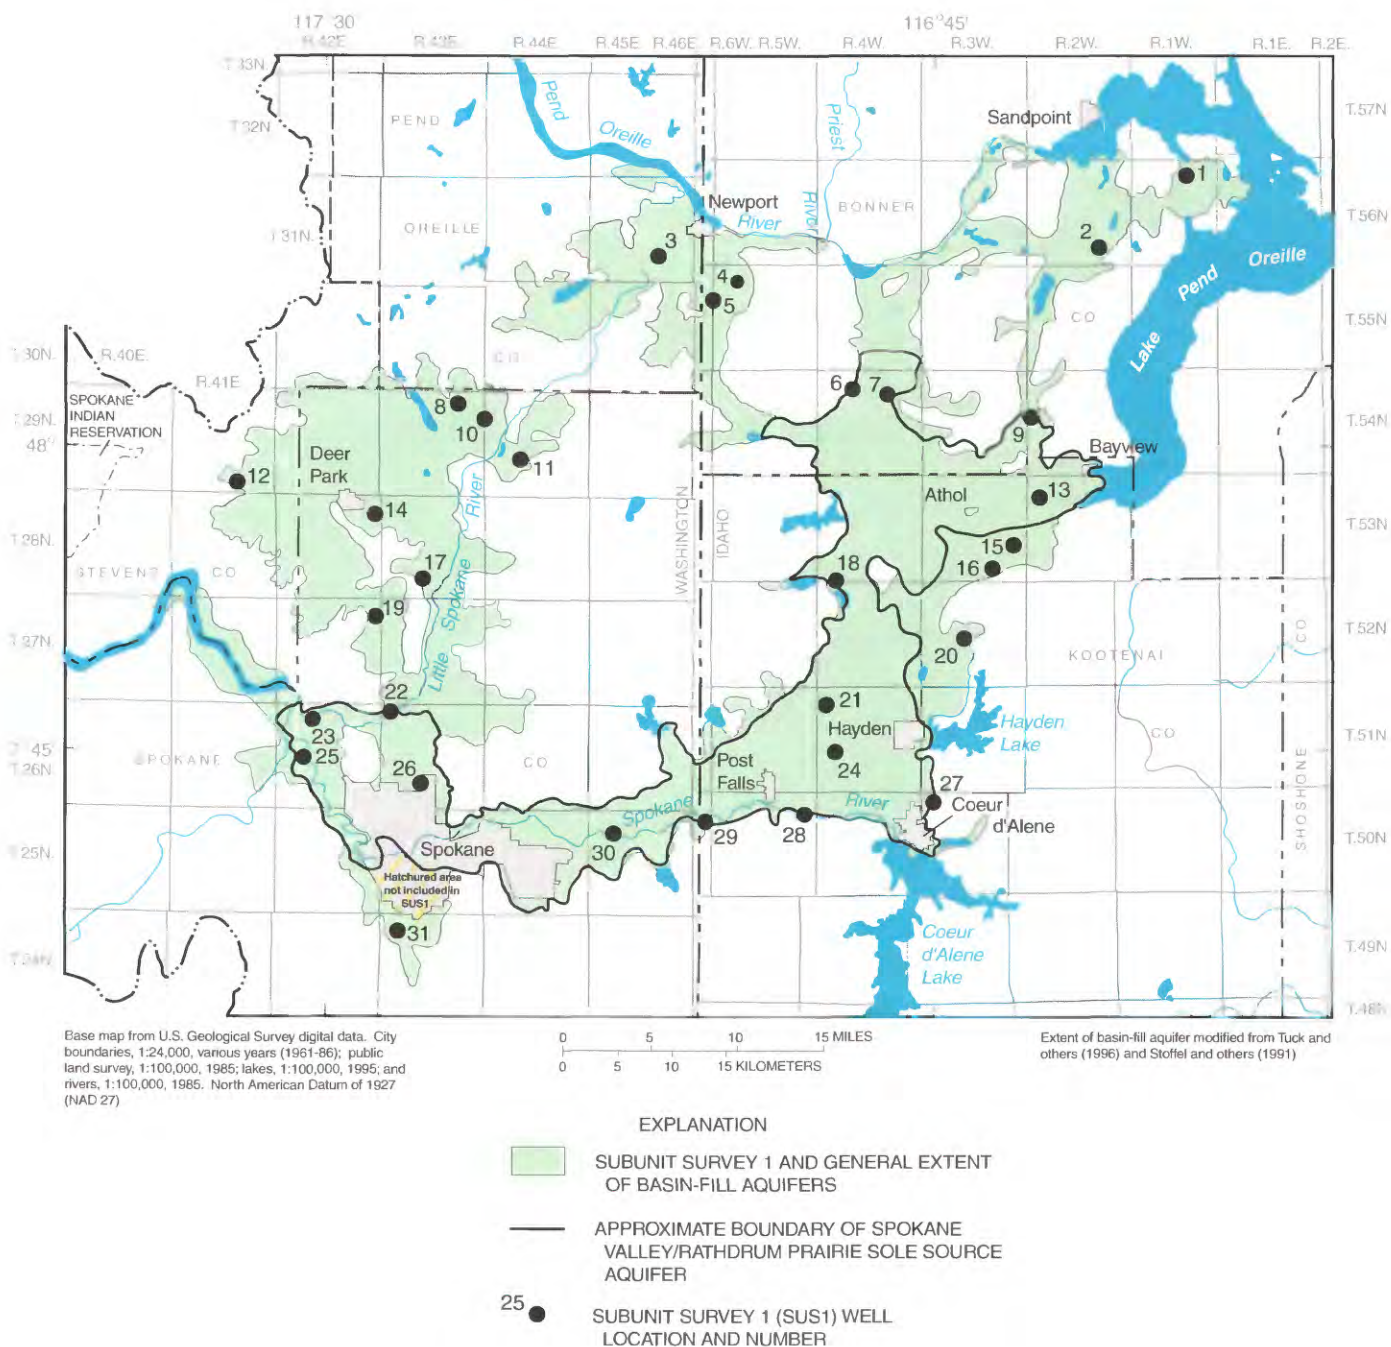 117 30
116°45'
R.42E
R.43E.
R.44E
R.45E
R.46E.
R.6W.
R.5W.
R.4W.
R.3W.
R.2W.
R.1W.
R.1E.
R.2E.
T.33N
PEND
Pend
Oreille
Priest
River
Sandpoint
T.57N
1
Newport
River
BONNER
T.56N
T.31N.
OREILLE
3
2
Pend
Oreille
Lake
4
5
CO
T.55N
R.40E.
R.41E
6
7
SPOKANE
INDIAN
RESERVATION
48°
8
10
9
T.54N
Bayview
Deer
Park
11
12
River
Athol
13
14
WASHINGTON
IDAHO
T.53N
15
16
STEVENS
CO
17
18
Spokane
19
Little
T.27N
T.52N
20
KOOTENAI
CO
22
21
23
Hayden
Hayden
Lake
45
T.26N
SPOKANE
25
CO
Post
Falls
24
CO
T.51N
26
27
Spokane
River
Coeur
d'Alene
SHOSHONE
29
28
T.50N
25N.
Spokane
30
Hatchured area
not included in
SUS1
31
Coeur
d'Alene
Lake
T.49N
T.48N
Base map from U.S. Geological Survey digital data. City
boundaries, 1:24,000, various years (1961-86); public
land survey, 1:100,000, 1985; lakes, 1:100,000, 1995; and
rivers, 1:100,000, 1985. North American Datum of 1927
(NAD 27)
0 5 10 15 MILES
0 5 10 15 KILOMETERS
Extent of basin-fill aquifer modified from Tuck and
others (1996) and Stoffel and others (1991)
EXPLANATION
SUBUNIT SURVEY 1 AND GENERAL EXTENT
OF BASIN-FILL AQUIFERS
APPROXIMATE BOUNDARY OF SPOKANE
VALLEY/RATHDRUM PRAIRIE SOLE SOURCE
AQUIFER
25
SUBUNIT SURVEY 1 (SUS1) WELL
LOCATION AND NUMBER